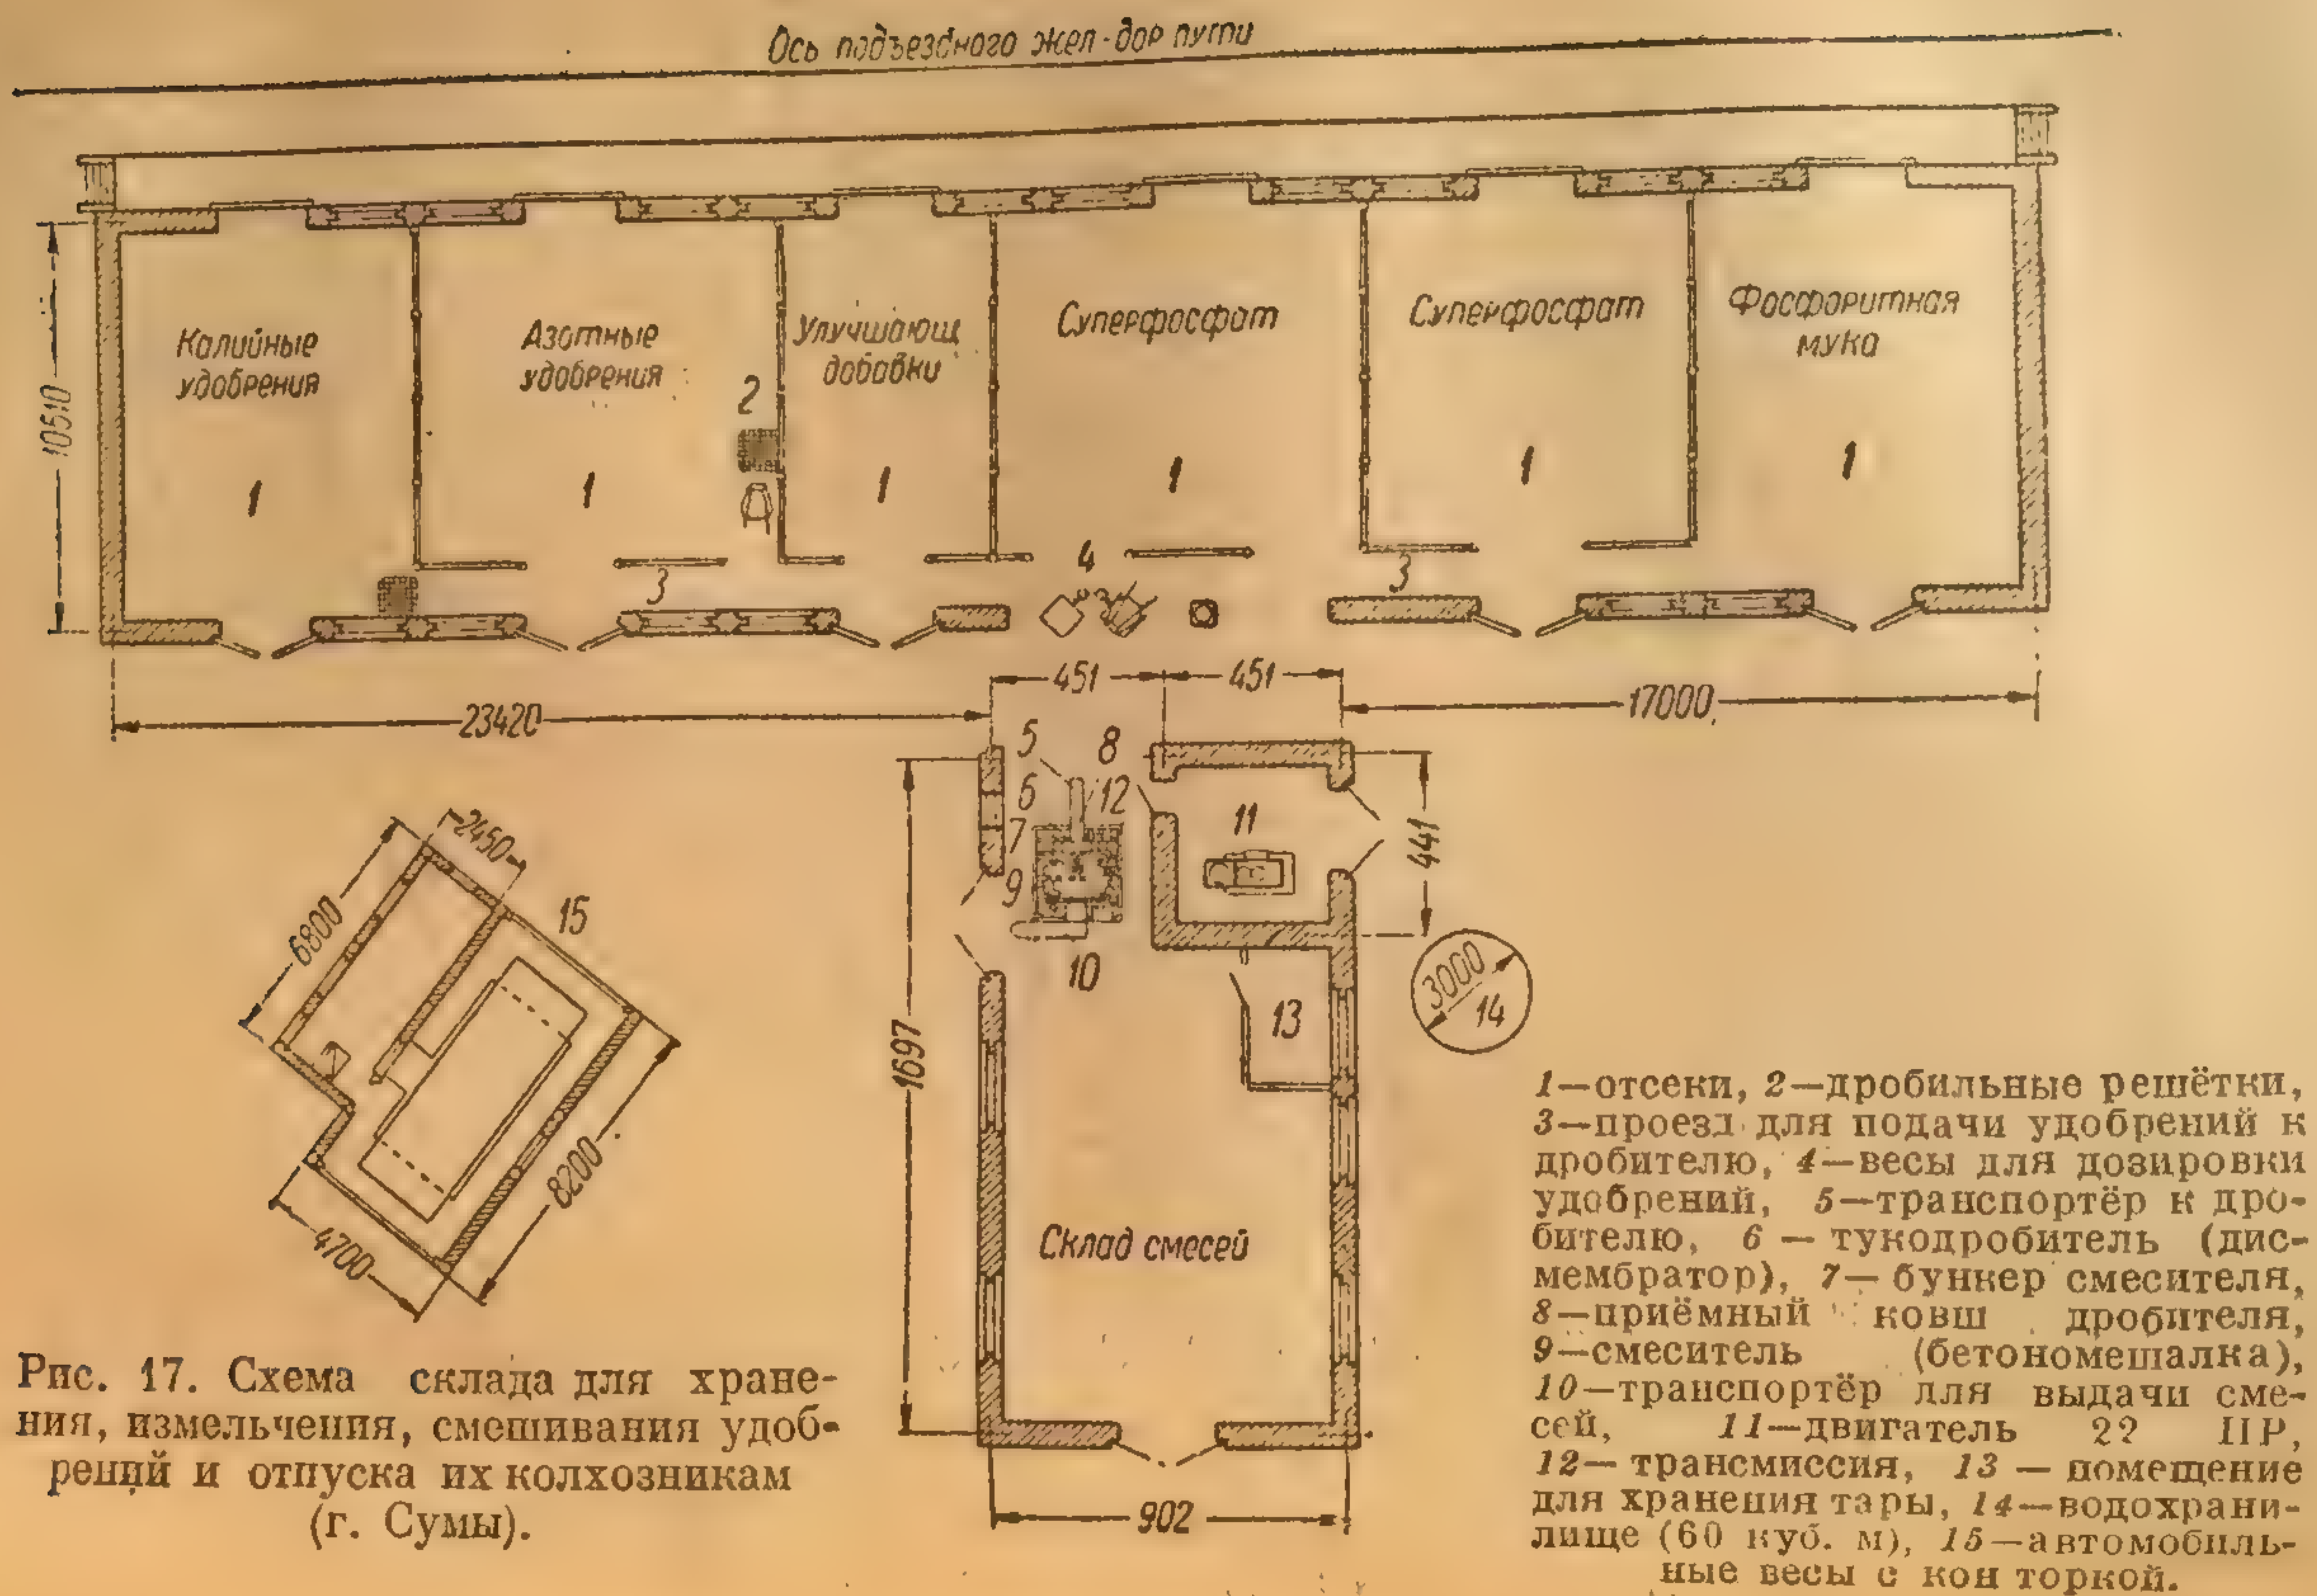 Ось подъездного жел-дор пути
Калийные
удобрения
Азотные
удобрения
Улучшающ
добавки
Суперфосфат
Суперфосфат
Фосфоритная
мука
1
1
2
1
1
1
1
3
4
3
10510
23420
451
451
17000
5
8
6
12
7
9
10
11
441
13
3000
14
1697
Склад смесей
902
2450
6800
15
8200
4700
Рис. 17. Схема склада для хране-
ния, измельчения, смешивания удоб-
рений и отпуска их колхозникам
(г. Сумы).
1—отсеки, 2—дробильные решётки,
3—проезд для подачи удобрений к
дробителю, 4—весы для дозировки
удобрений, 5—транспортёр к дро-
бителю, 6 — тукодробитель (дис-
мембратор), 7— бункер смесителя,
8—приёмный ковш дробителя,
9—смеситель (бетономешалка),
10—транспортёр для выдачи сме-
сей, 11—двигатель
12— трансмиссия, 13 — помещение
для хранения тары, 14—водохрани-
лище (60 куб. м), 15—автомобиль-
ные весы с кон торкой.